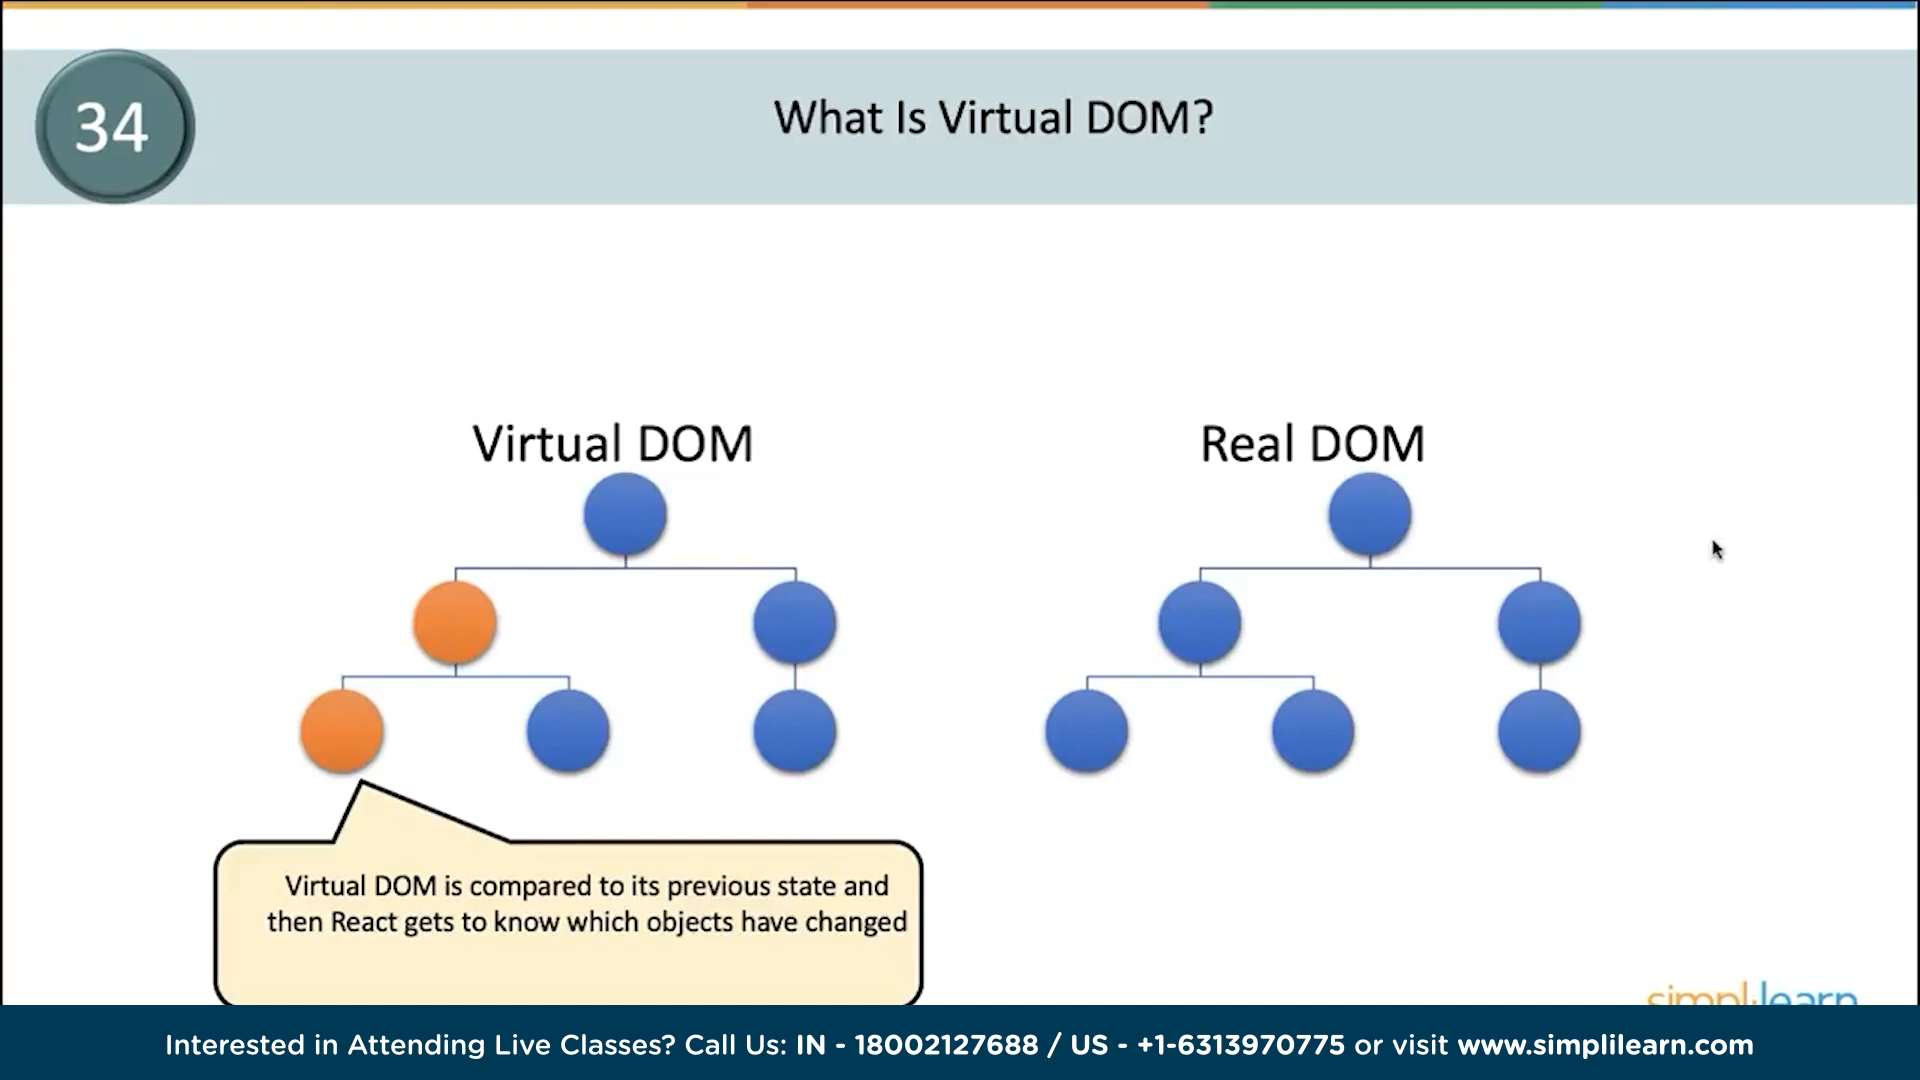 34
What Is Virtual DOM?
Virtual DOM
Real DOM
Virtual DOM is compared to its previous state and
then React gets to know which objects have changed
simplilearn
Interested in Attending Live Classes? Call Us: IN - 18002127688 / US - +1-6313970775 or visit www.simplilearn.com